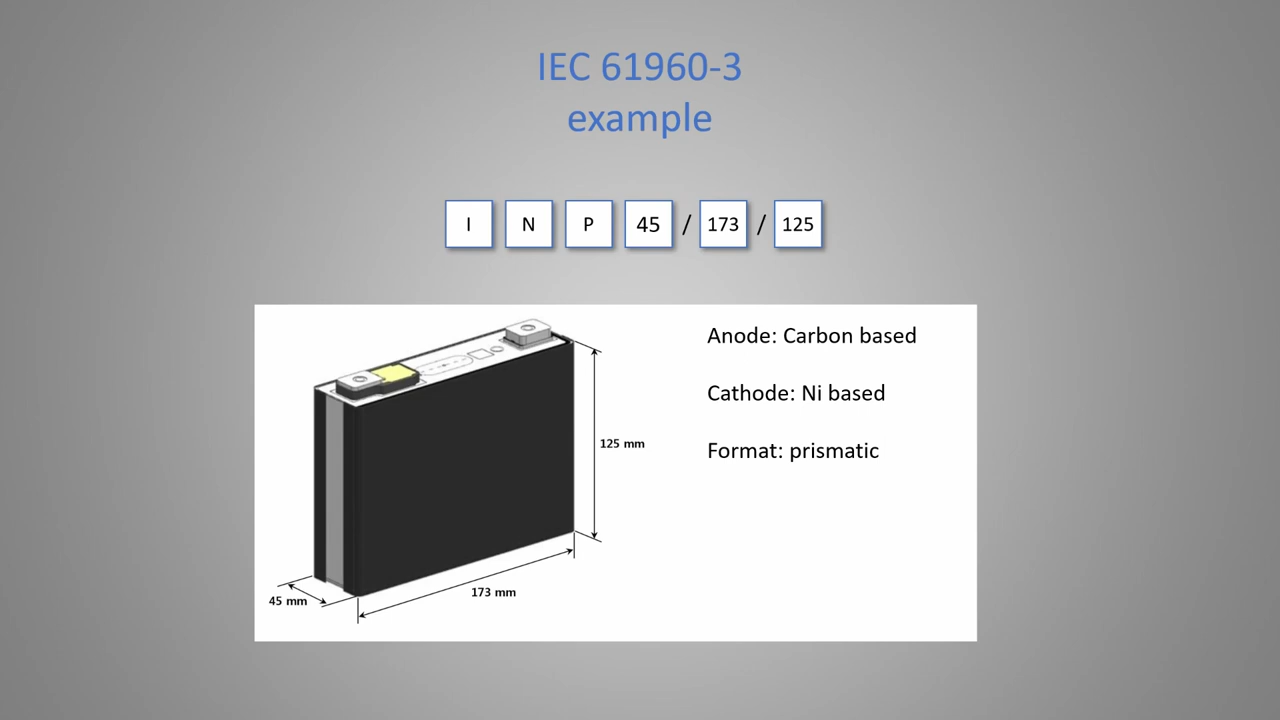 IEC 61960-3
example
I N P 45 / 173 / 125
Anode: Carbon based
Cathode: Ni based
Format: prismatic
125 mm
173 mm
45 mm